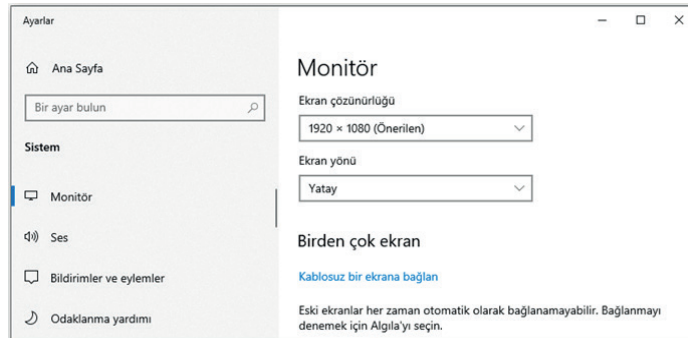 Ayarlar
Ana Sayfa
Bir ayar bulun
Sistem
Monitör
Ses
Bildirimler ve eylemler
Odaklanma yardımı
Monitör
Ekran çözünürlüğü
1920 × 1080 (Önerilen)
Ekran yönü
Yatay
Birden çok ekran
Kablosuz bir ekrana bağlan
Eski ekranlar her zaman otomatik olarak bağlanamayabilir. Bağlanmayı
denemek için Algıla'yı seçin.